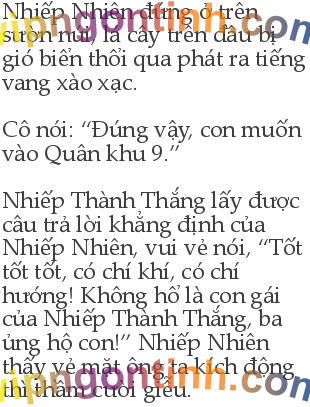 Nhiếp Nhiên đứng ở trên
sườn núi, lá cây trên đầu bị
gió biển thổi qua phát ra tiếng
vang xào xạc.
Cô nói: “Đúng vậy, con muốn
vào Quân khu 9.”
Nhiếp Thành Thắng lấy được
câu trả lời khẳng định của
Nhiếp Nhiên, vui vẻ nói, “Tốt
tốt tốt, có chí khí, có chí
hướng! Không hổ là con gái
của Nhiếp Thành Thắng, ba
ủng hộ con!” Nhiếp Nhiên
thấy vẻ mặt ông ta kích động
thì thầm cười giễu.
vipngontinh.com
vipngontinh.com